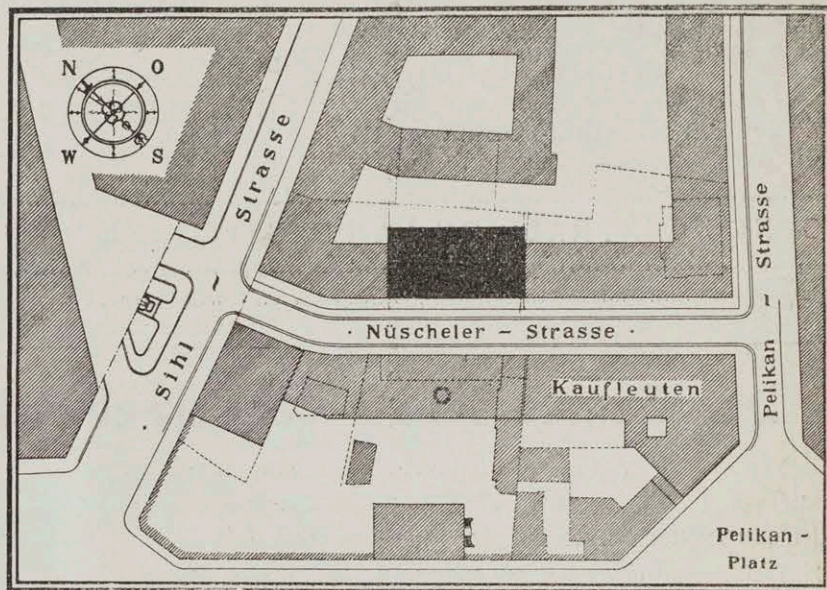 N O
W S
Sihl ~ Strasse
· Nüscheler – Strasse ·
Pelikan ~ Strasse
Kaufleuten
Pelikan -
Platz